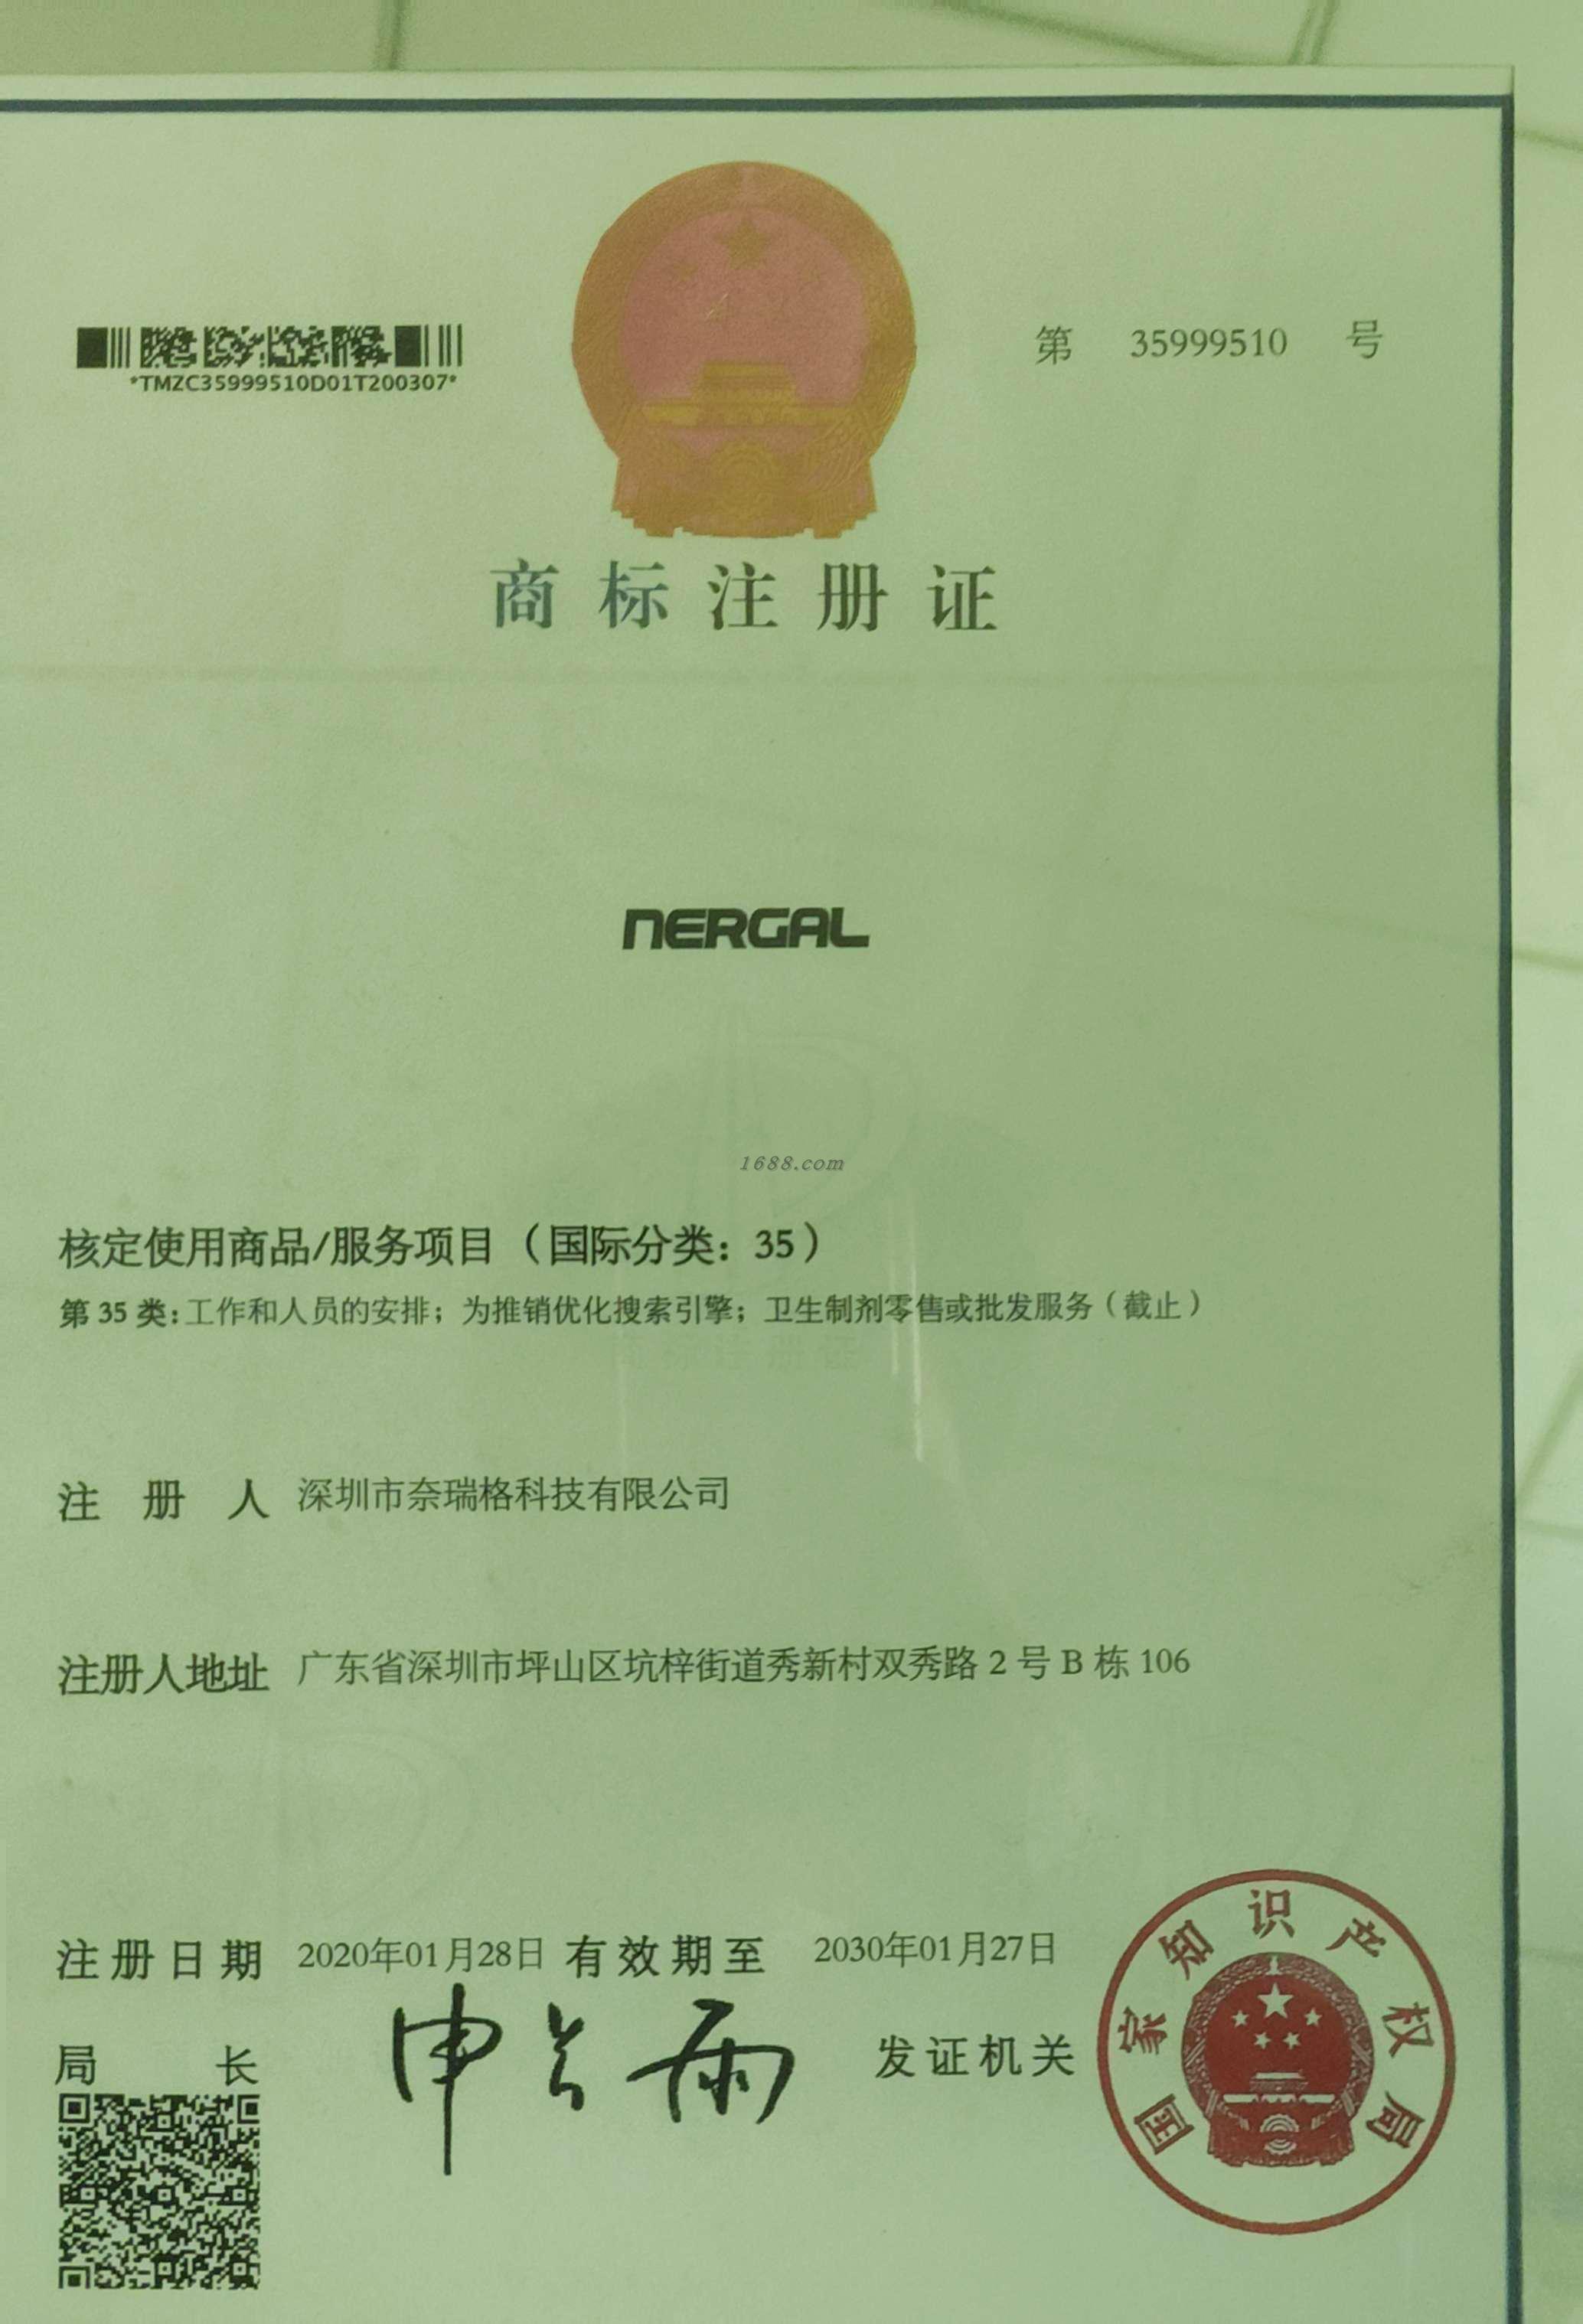 第 35999510 号
*TMZC35999510D01T200307*
商标注册证
NERGAL
1688.com
核定使用商品/服务项目（国际分类：35）
第 35 类：工作和人员的安排；为推销优化搜索引擎；卫生制剂零售或批发服务（截止）
注册人 深圳市奈瑞格科技有限公司
注册人地址 广东省深圳市坪山区坑梓街道秀新村双秀路 2 号 B 栋 106
注册日期 2020年01月28日 有效期至 2030年01月27日
局长 申长雨 发证机关
国家知识产权局